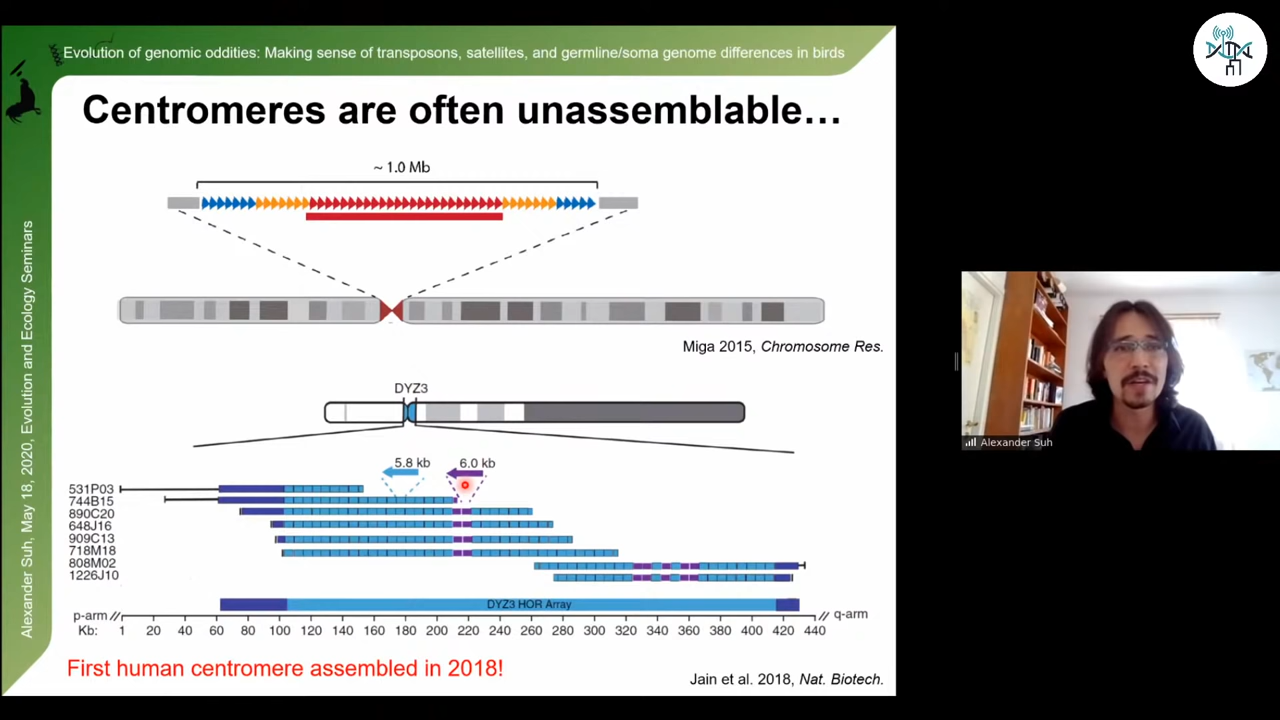 Evolution of genomic oddities: Making sense of transposons, satellites, and germline/soma genome differences in birds
Centromeres are often unassemblable…
~ 1.0 Mb
Miga 2015, Chromosome Res.
DYZ3
5.8 kb
6.0 kb
531P03
744B15
890C20
648J16
909C13
718M18
808M02
1226J10
DYZ3 HOR Array
p-arm
q-arm
Kb: 1 20 40 60 80 100 120 140 160 180 200 220 240 260 280 300 320 340 360 380 400 420 440
First human centromere assembled in 2018!
Jain et al. 2018, Nat. Biotech.
Alexander Suh, May 18, 2020, Evolution and Ecology Seminars
Alexander Suh